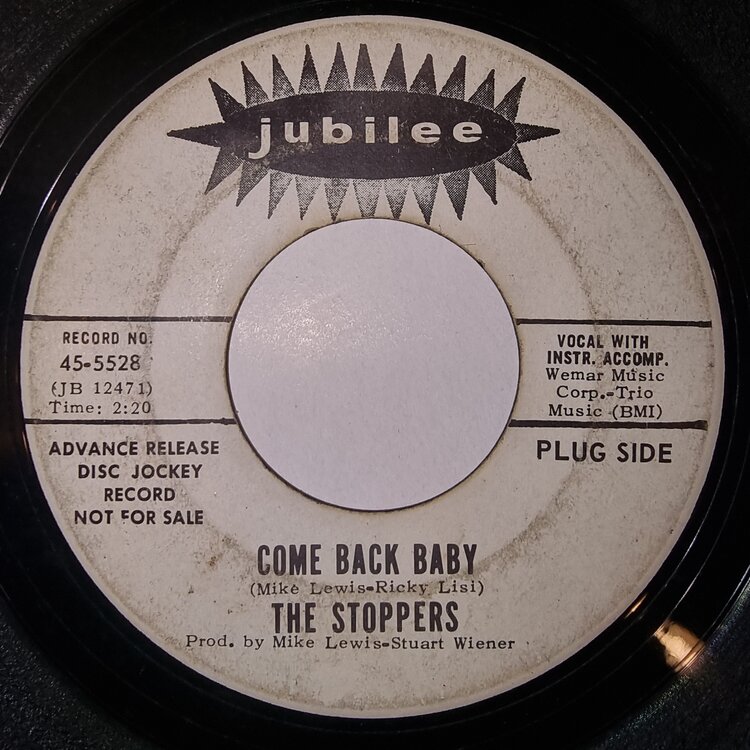 jubilee
RECORD NO.
45-5528
(JB 12471)
Time: 2:20
VOCAL WITH
INSTR. ACCOMP.
Wemar Music
Corp.-Trio
Music (BMI)
ADVANCE RELEASE
DISC JOCKEY
RECORD
NOT FOR SALE
PLUG SIDE
COME BACK BABY
(Mike Lewis-Ricky Lisi)
THE STOPPERS
Prod. by Mike Lewis-Stuart Wiener